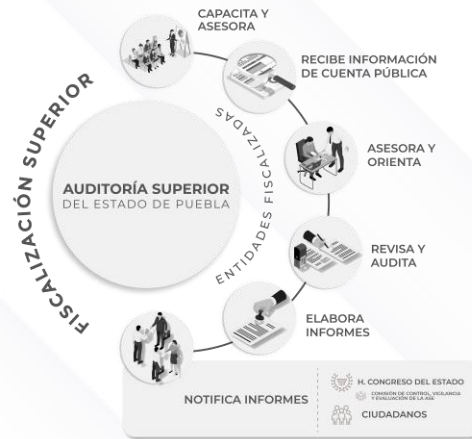 CAPACITA Y
ASESORA
RECIBE INFORMACIÓN
DE CUENTA PÚBLICA
FISCALIZACIÓN SUPERIOR
ENTIDADES FISCALIZADAS
ASESORA Y
ORIENTA
AUDITORÍA SUPERIOR
DEL ESTADO DE PUEBLA
REVISA Y
AUDITA
ELABORA
INFORMES
NOTIFICA INFORMES
H. CONGRESO DEL ESTADO
COMISIÓN DE CONTROL, VIGILANCIA
Y EVALUACIÓN DE LA ASE
CIUDADANOS